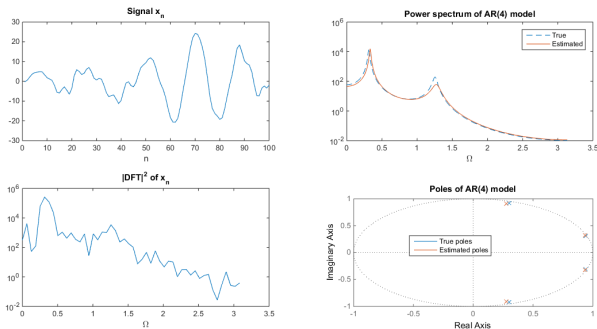 Signal xn
30
20
10
0
-10
-20
-30
0 10 20 30 40 50 60 70 80 90 100
n
Power spectrum of AR(4) model
True
Estimated
10^6
10^4
10^2
10^0
10^-2
0 0.5 1 1.5 2 2.5 3 3.5
Ω
|DFT|^2 of xn
10^6
10^4
10^2
10^0
10^-2
0 0.5 1 1.5 2 2.5 3 3.5
Ω
Poles of AR(4) model
True poles
Estimated poles
Imaginary Axis
1
0.5
0
-0.5
-1
-1 -0.5 0 0.5 1
Real Axis